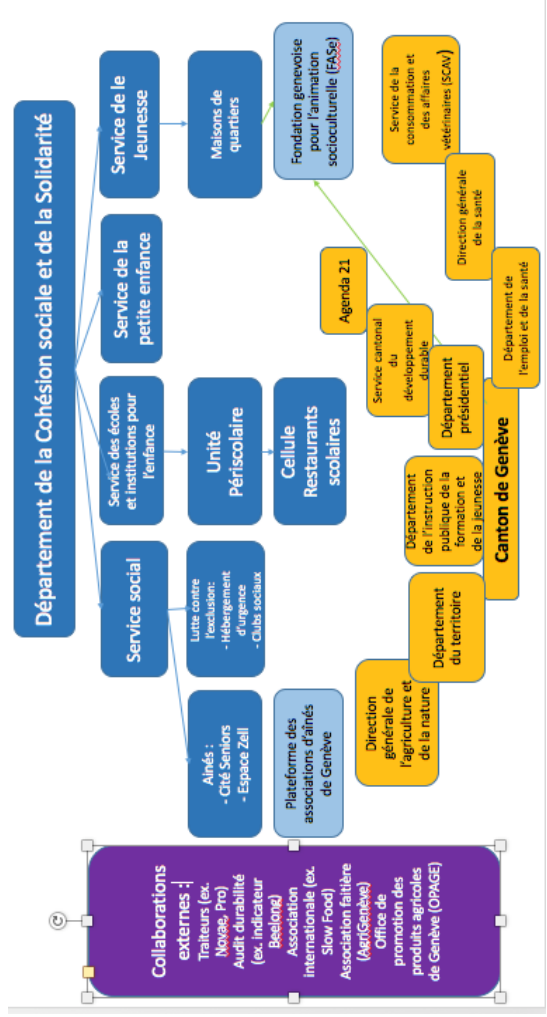 Département de la Cohésion sociale et de la Solidarité
Service social
Service des écoles
et institutions pour
l'enfance
Service de la
petite enfance
Service de le
Jeunesse
Ainés :
- Cité Seniors
- Espace Zell
Lutte contre
l'exclusion:
- Hébergement
d'urgence
- Clubs sociaux
Unité
Périscolaire
Maisons de
quartiers
Plateforme des
associations d'aînés
de Genève
Cellule
Restaurants
scolaires
Fondation genevoise
pour l'animation
socioculturelle (FASe)
Collaborations
externes :
Traiteurs (ex.
Novae, Pro)
Audit durabilité
(ex. indicateur
Beelong)
Association
internationale (ex.
Slow Food)
Association faitière
(AgriGenève)
Office de
promotion des
produits agricoles
de Genève (OPAGE)
Direction
générale de
l'agriculture et
de la nature
Département
du territoire
Département
de l'instruction
publique de la
formation et
de la jeunesse
Agenda 21
Service cantonal
du
développement
durable
Département
présidentiel
Service de la
consommation et
des affaires
vétérinaires (SCAV)
Direction générale
de la santé
Département de
l'emploi et de la santé
Canton de Genève